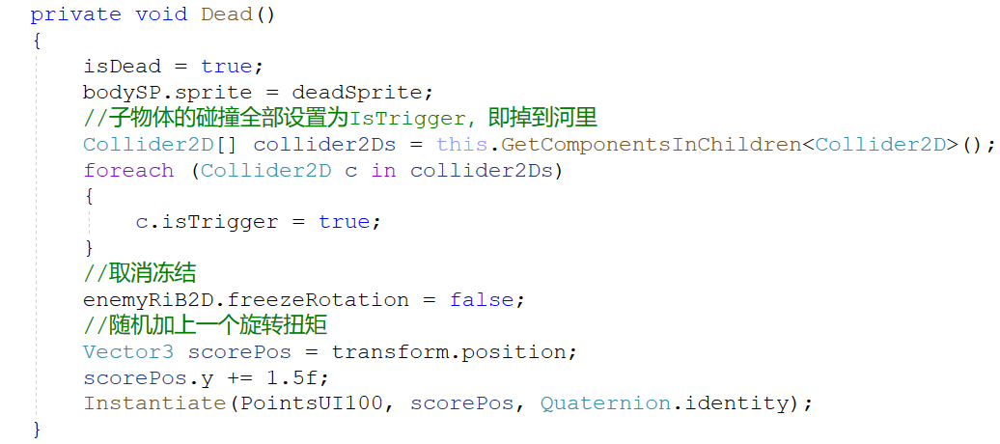 private void Dead()
{
isDead = true;
bodySP.sprite = deadSprite;
//子物体的碰撞全部设置为IsTrigger，即掉到河里
Collider2D[] collider2Ds = this.GetComponentsInChildren<Collider2D>();
foreach (Collider2D c in collider2Ds)
{
c.isTrigger = true;
}
//取消冻结
enemyRiB2D.freezeRotation = false;
//随机加上一个旋转扭矩
Vector3 scorePos = transform.position;
scorePos.y += 1.5f;
Instantiate(PointsUI100, scorePos, Quaternion.identity);
}